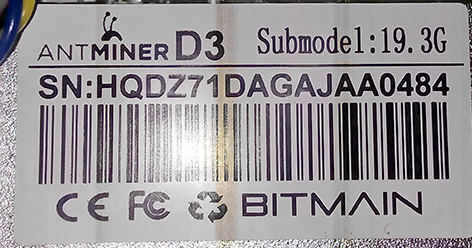 ANTMINER D3 Submodel:19.3G
SN:HQDZ71DAGAJAA0484
CE FC BITMAIN